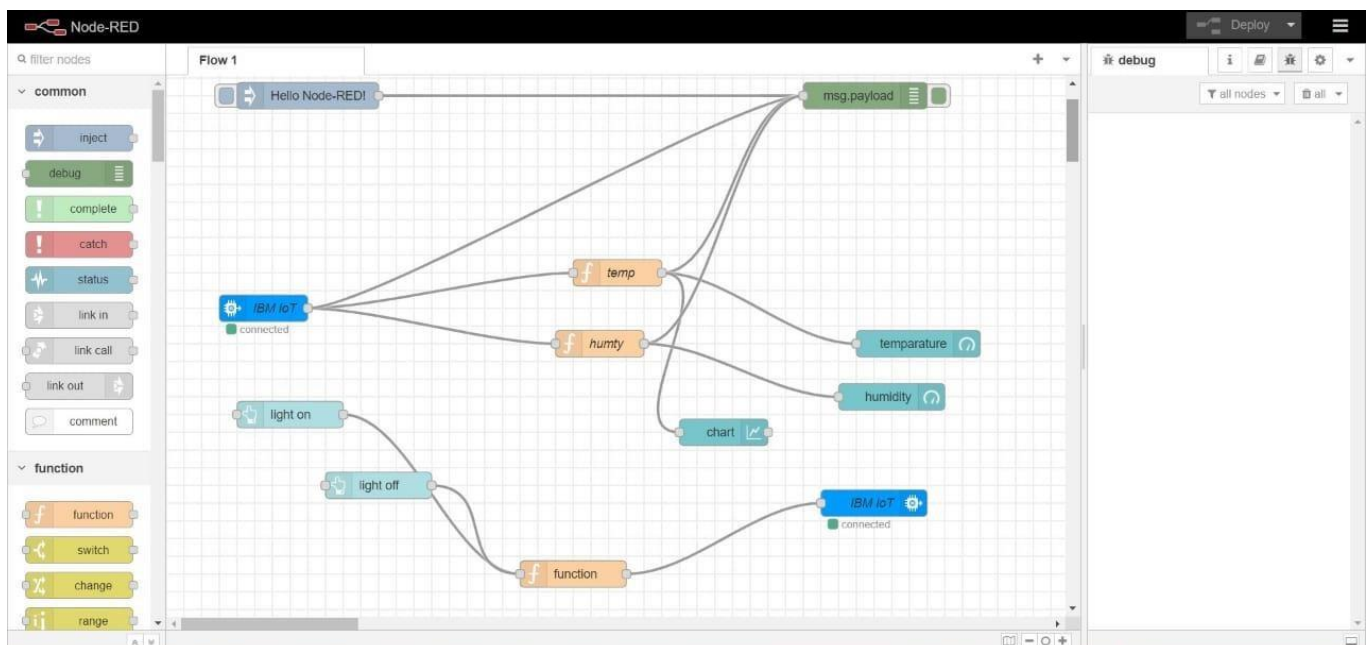 Node-RED
Deploy
filter nodes
Flow 1
debug
i
common
all nodes
all
inject
debug
complete
catch
status
link in
link call
link out
comment
function
function
switch
change
range
Hello Node-RED!
msg.payload
temp
IBM IoT
connected
humty
temparature
humidity
light on
chart
light off
IBM IoT
connected
function